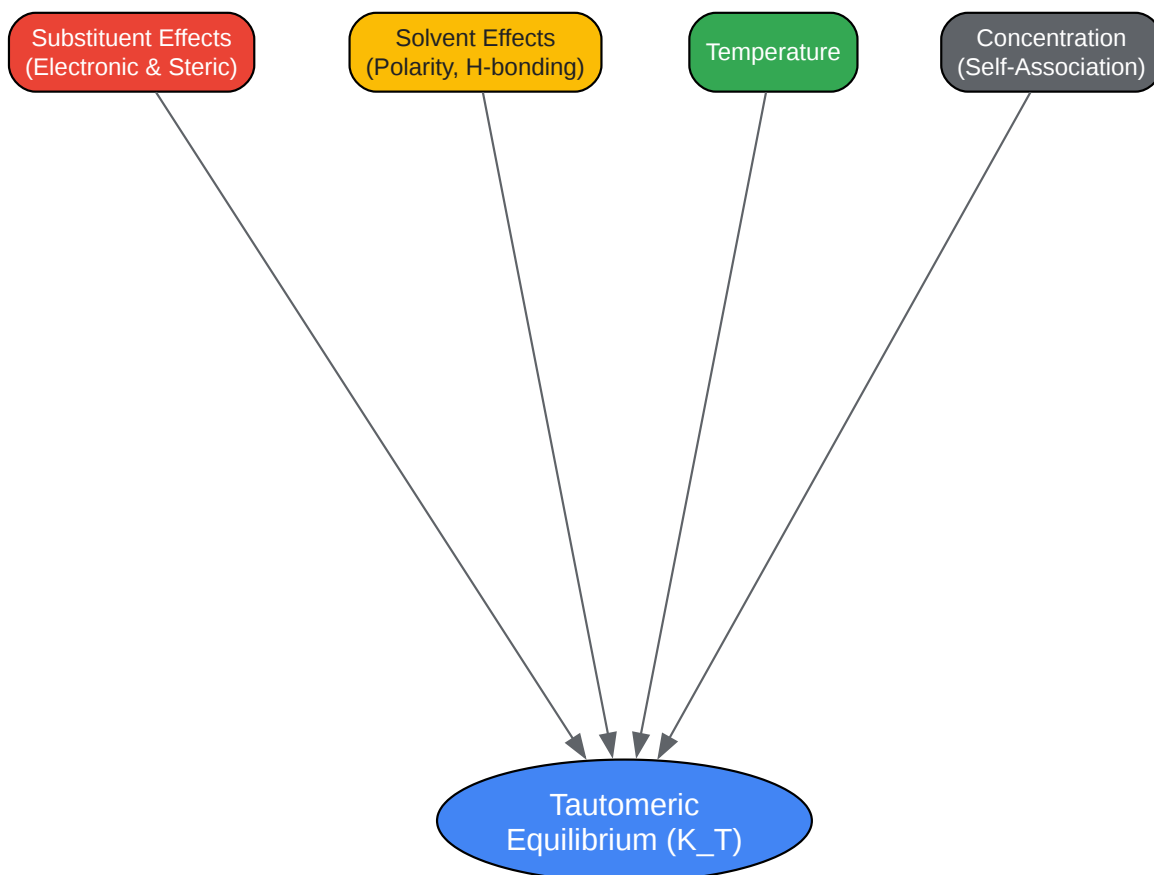 Substituent Effects
(Electronic & Steric)
Solvent Effects
(Polarity, H-bonding)
Temperature
Concentration
(Self-Association)
Tautomeric
Equilibrium (K_T)